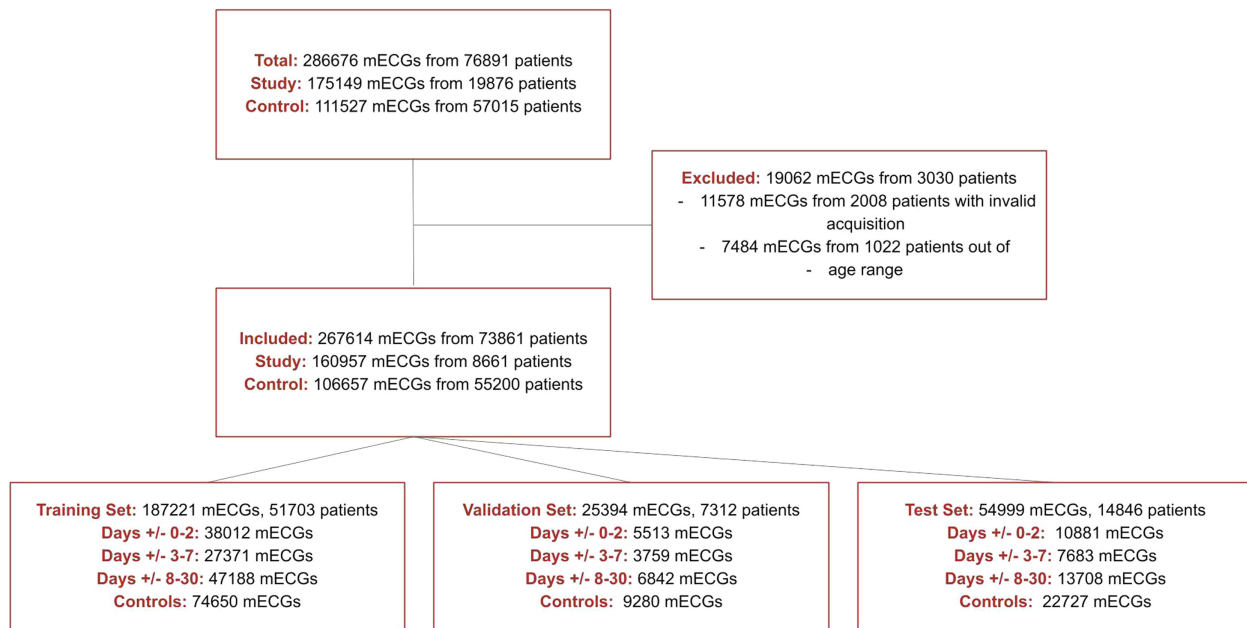 Total: 286676 mECGs from 76891 patients
Study: 175149 mECGs from 19876 patients
Control: 111527 mECGs from 57015 patients
Excluded: 19062 mECGs from 3030 patients
- 11578 mECGs from 2008 patients with invalid
acquisition
- 7484 mECGs from 1022 patients out of
- age range
Included: 267614 mECGs from 73861 patients
Study: 160957 mECGs from 8661 patients
Control: 106657 mECGs from 55200 patients
Training Set: 187221 mECGs, 51703 patients
Days +/- 0-2: 38012 mECGs
Days +/- 3-7: 27371 mECGs
Days +/- 8-30: 47188 mECGs
Controls: 74650 mECGs
Validation Set: 25394 mECGs, 7312 patients
Days +/- 0-2: 5513 mECGs
Days +/- 3-7: 3759 mECGs
Days +/- 8-30: 6842 mECGs
Controls: 9280 mECGs
Test Set: 54999 mECGs, 14846 patients
Days +/- 0-2: 10881 mECGs
Days +/- 3-7: 7683 mECGs
Days +/- 8-30: 13708 mECGs
Controls: 22727 mECGs